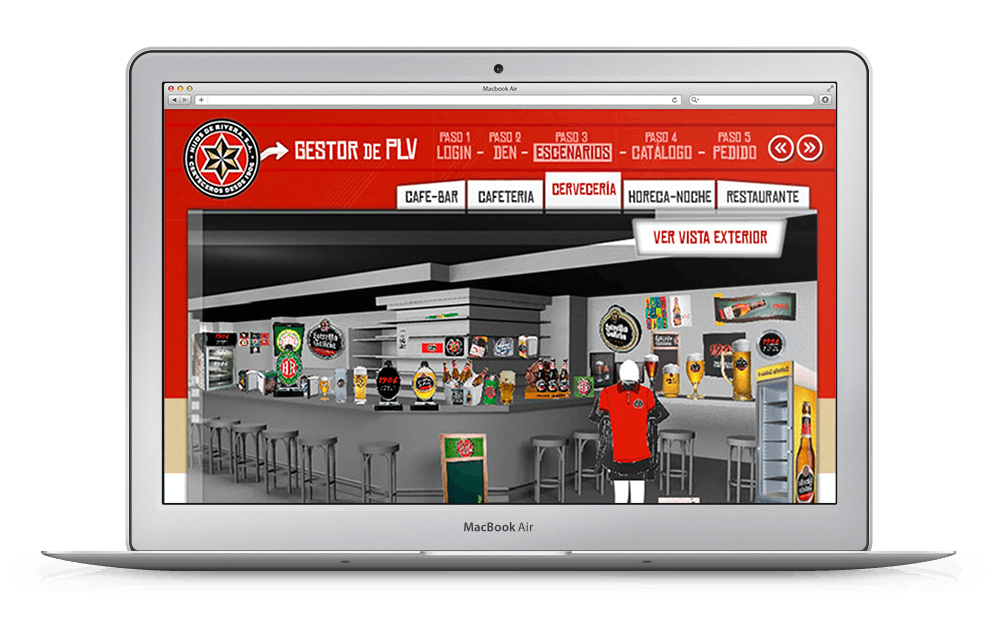 Macbook Air
HIJOS DE RIVERA, S.A.
CERVECEROS DESDE 1906
GESTOR DE PLV
PASO 1
LOGIN -
PASO 2
DEN -
PASO 3
ESCENARIOS -
PASO 4
CATÁLOGO -
PASO 5
PEDIDO
CAFE-BAR
CAFETERIA
CERVECERÍA
HORECA-NOCHE
RESTAURANTE
VER VISTA EXTERIOR
Estrella
Galicia
1906
1906
1906
MacBook Air